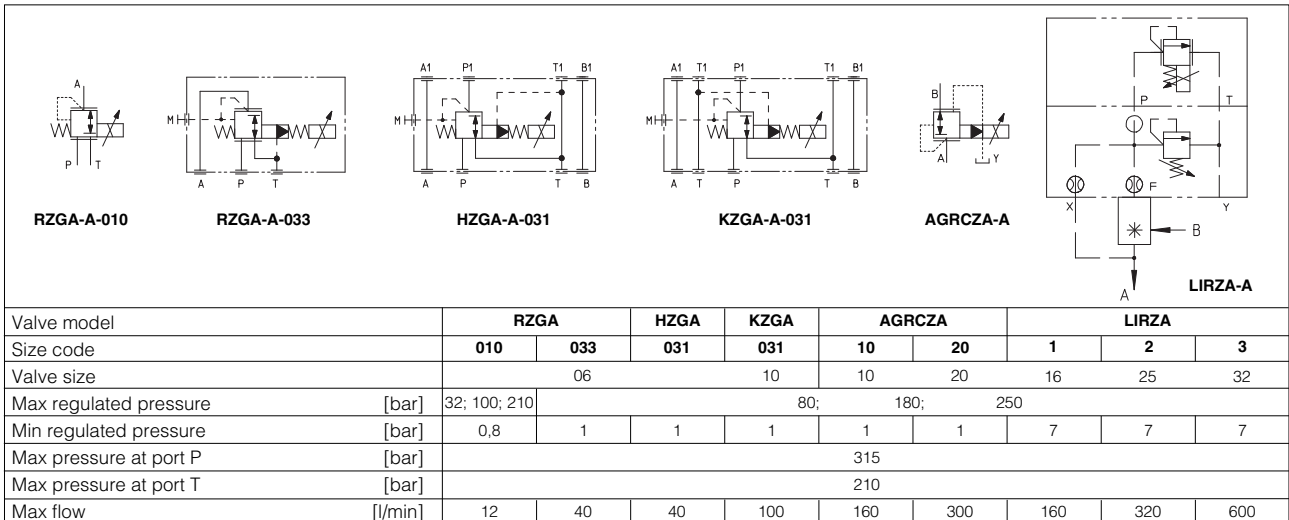 A
P T
RZGA-A-010
M
A P T
RZGA-A-033
A1 P1 T1 B1
M
A P T B
HZGA-A-031
A1 T1 P1 T1 B1
M
A T P T B
KZGA-A-031
B
A Y
AGRCZA-A
P T
X F Y
B
A
LIRZA-A
Valve model RZGA HZGA KZGA AGRCZA LIRZA
Size code 010 033 031 031 10 20 1 2 3
Valve size 06 10 10 20 16 25 32
Max regulated pressure [bar] 32; 100; 210 80; 180; 250
Min regulated pressure [bar] 0,8 1 1 1 1 1 7 7 7
Max pressure at port P [bar] 315
Max pressure at port T [bar] 210
Max flow [l/min] 12 40 40 100 160 300 160 320 600